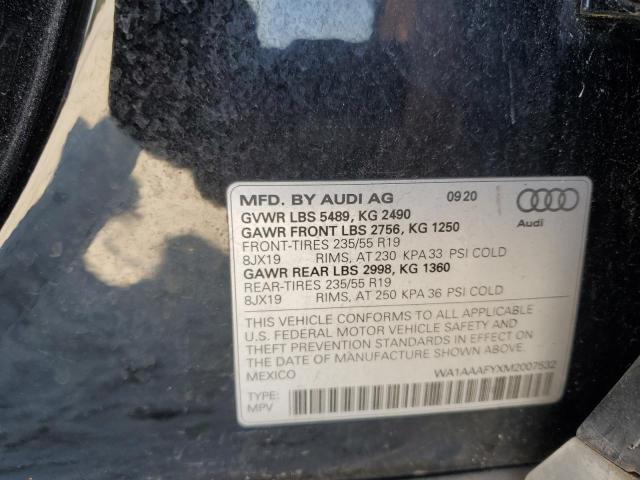 MFD. BY AUDI AG 09 20
GVWR LBS 5489, KG 2490
GAWR FRONT LBS 2756, KG 1250
FRONT-TIRES 235/55 R19
8JX19 RIMS, AT 230 KPA 33 PSI COLD
GAWR REAR LBS 2998, KG 1360
REAR-TIRES 235/55 R19
8JX19 RIMS, AT 250 KPA 36 PSI COLD
Audi
THIS VEHICLE CONFORMS TO ALL APPLICABLE
U.S. FEDERAL MOTOR VEHICLE SAFETY AND
THEFT PREVENTION STANDARDS IN EFFECT ON
THE DATE OF MANUFACTURE SHOWN ABOVE.
MEXICO WA1AAAFYXM2007532
TYPE:
MPV